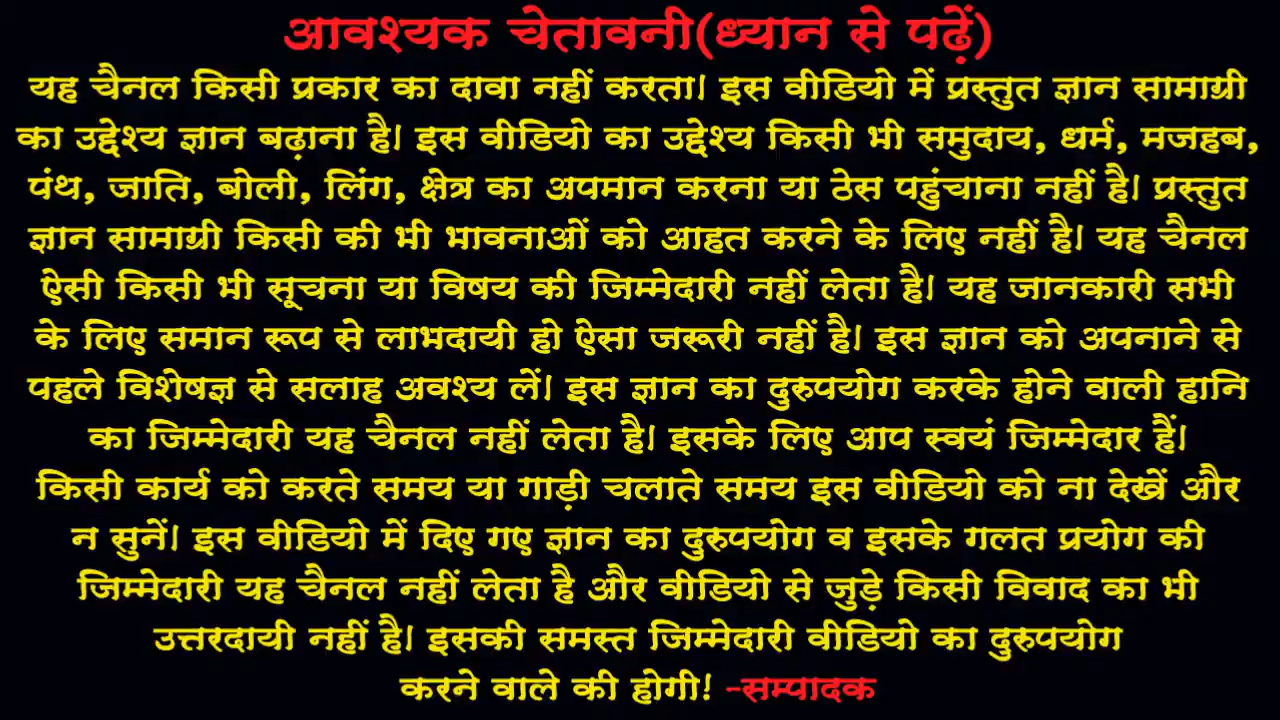 आवश्यक चेतावनी(ध्यान से पढ़ें)
यह चैनल किसी प्रकार का दावा नहीं करता। इस वीडियो में प्रस्तुत ज्ञान सामाग्री
का उद्देश्य ज्ञान बढ़ाना है। इस वीडियो का उद्देश्य किसी भी समुदाय, धर्म, मजहब,
पंथ, जाति, बोली, लिंग, क्षेत्र का अपमान करना या ठेस पहुंचाना नहीं है। प्रस्तुत
ज्ञान सामाग्री किसी की भी भावनाओं को आहत करने के लिए नहीं है। यह चैनल
ऐसी किसी भी सूचना या विषय की जिम्मेदारी नहीं लेता है। यह जानकारी सभी
के लिए समान रूप से लाभदायी हो ऐसा जरूरी नहीं है। इस ज्ञान को अपनाने से
पहले विशेषज्ञ से सलाह अवश्य लें। इस ज्ञान का दुरुपयोग करके होने वाली हानि
का जिम्मेदारी यह चैनल नहीं लेता है। इसके लिए आप स्वयं जिम्मेदार हैं।
किसी कार्य को करते समय या गाड़ी चलाते समय इस वीडियो को ना देखें और
न सुनें। इस वीडियो में दिए गए ज्ञान का दुरुपयोग व इसके गलत प्रयोग की
जिम्मेदारी यह चैनल नहीं लेता है और वीडियो से जुड़े किसी विवाद का भी
उत्तरदायी नहीं है। इसकी समस्त जिम्मेदारी वीडियो का दुरुपयोग
करने वाले की होगी! -सम्पादक